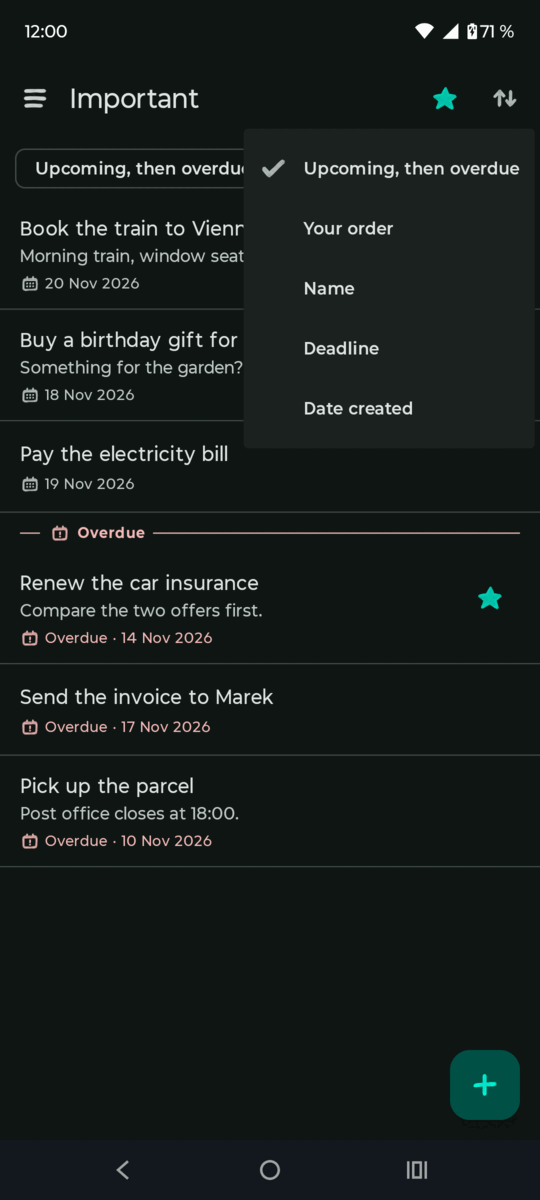 12:00
71 %
Important
Upcoming, then
Upcoming, then overdue
Your order
Name
Deadline
Date created
Book the train to
Morning train, window seat
20 Nov 2026
Buy a birthday gift for
Something for the garden?
18 Nov 2026
Pay the electricity bill
19 Nov 2026
Overdue
Renew the car insurance
Compare the two offers first.
Overdue · 14 Nov 2026
Send the invoice to Marek
Overdue · 17 Nov 2026
Pick up the parcel
Post office closes at 18:00.
Overdue · 10 Nov 2026